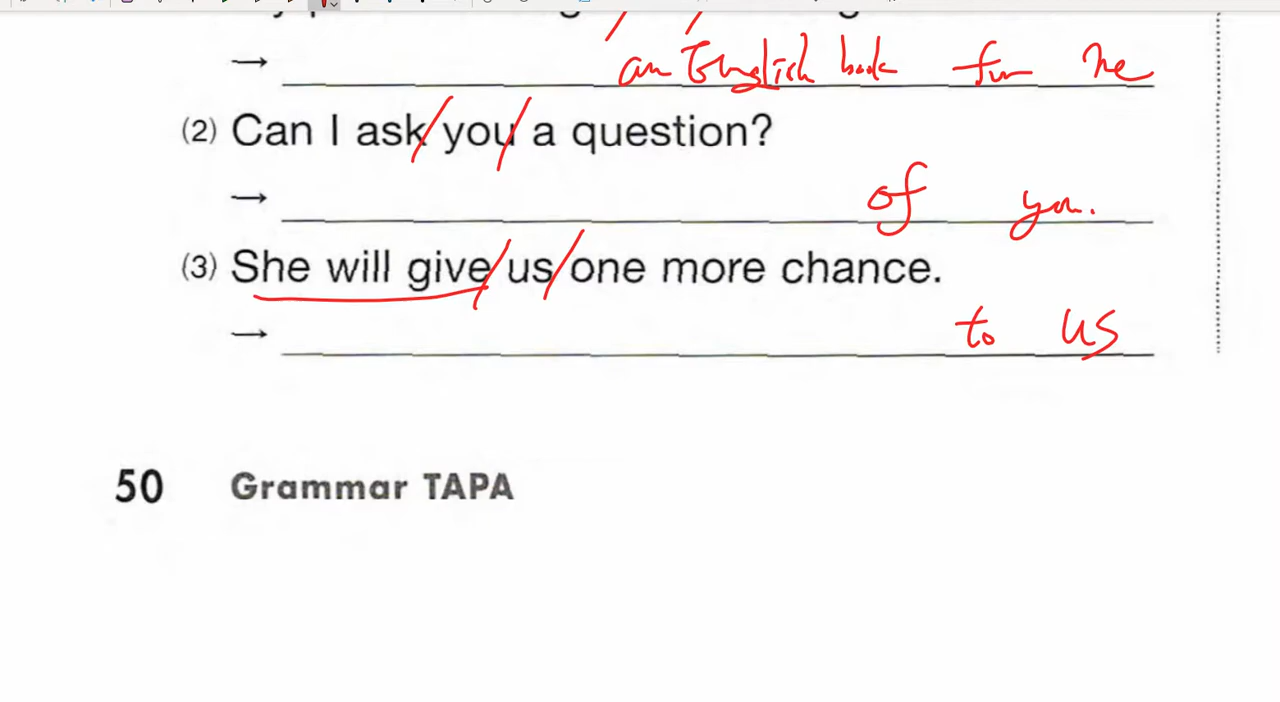 → an English book for me
(2) Can I ask/you/a question?
→ of you.
(3) She will give/us/one more chance.
→ to us
50 Grammar TAPA